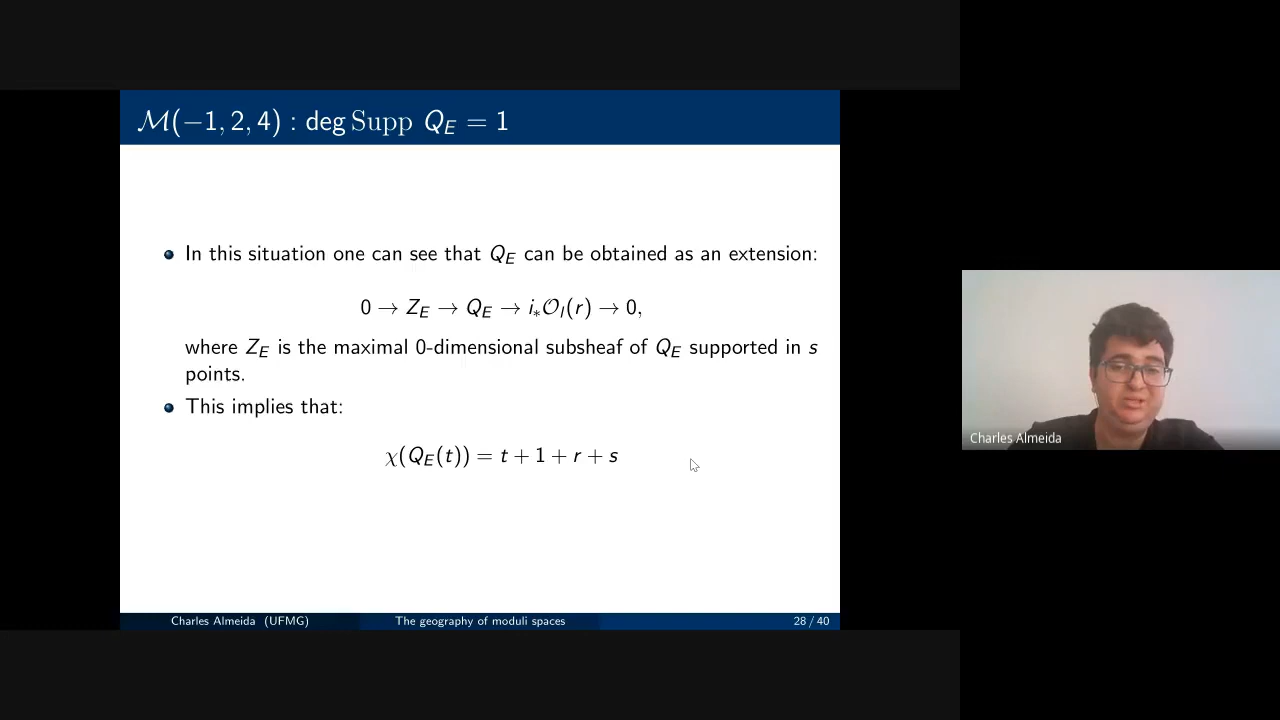 ℳ(−1, 2, 4) : deg Supp Q_E = 1
In this situation one can see that Q_E can be obtained as an extension:
0 → Z_E → Q_E → i_*𝒪_l(r) → 0,
where Z_E is the maximal 0-dimensional subsheaf of Q_E supported in s
points.
This implies that:
χ(Q_E(t)) = t + 1 + r + s
Charles Almeida (UFMG) The geography of moduli spaces 28 / 40
Charles Almeida